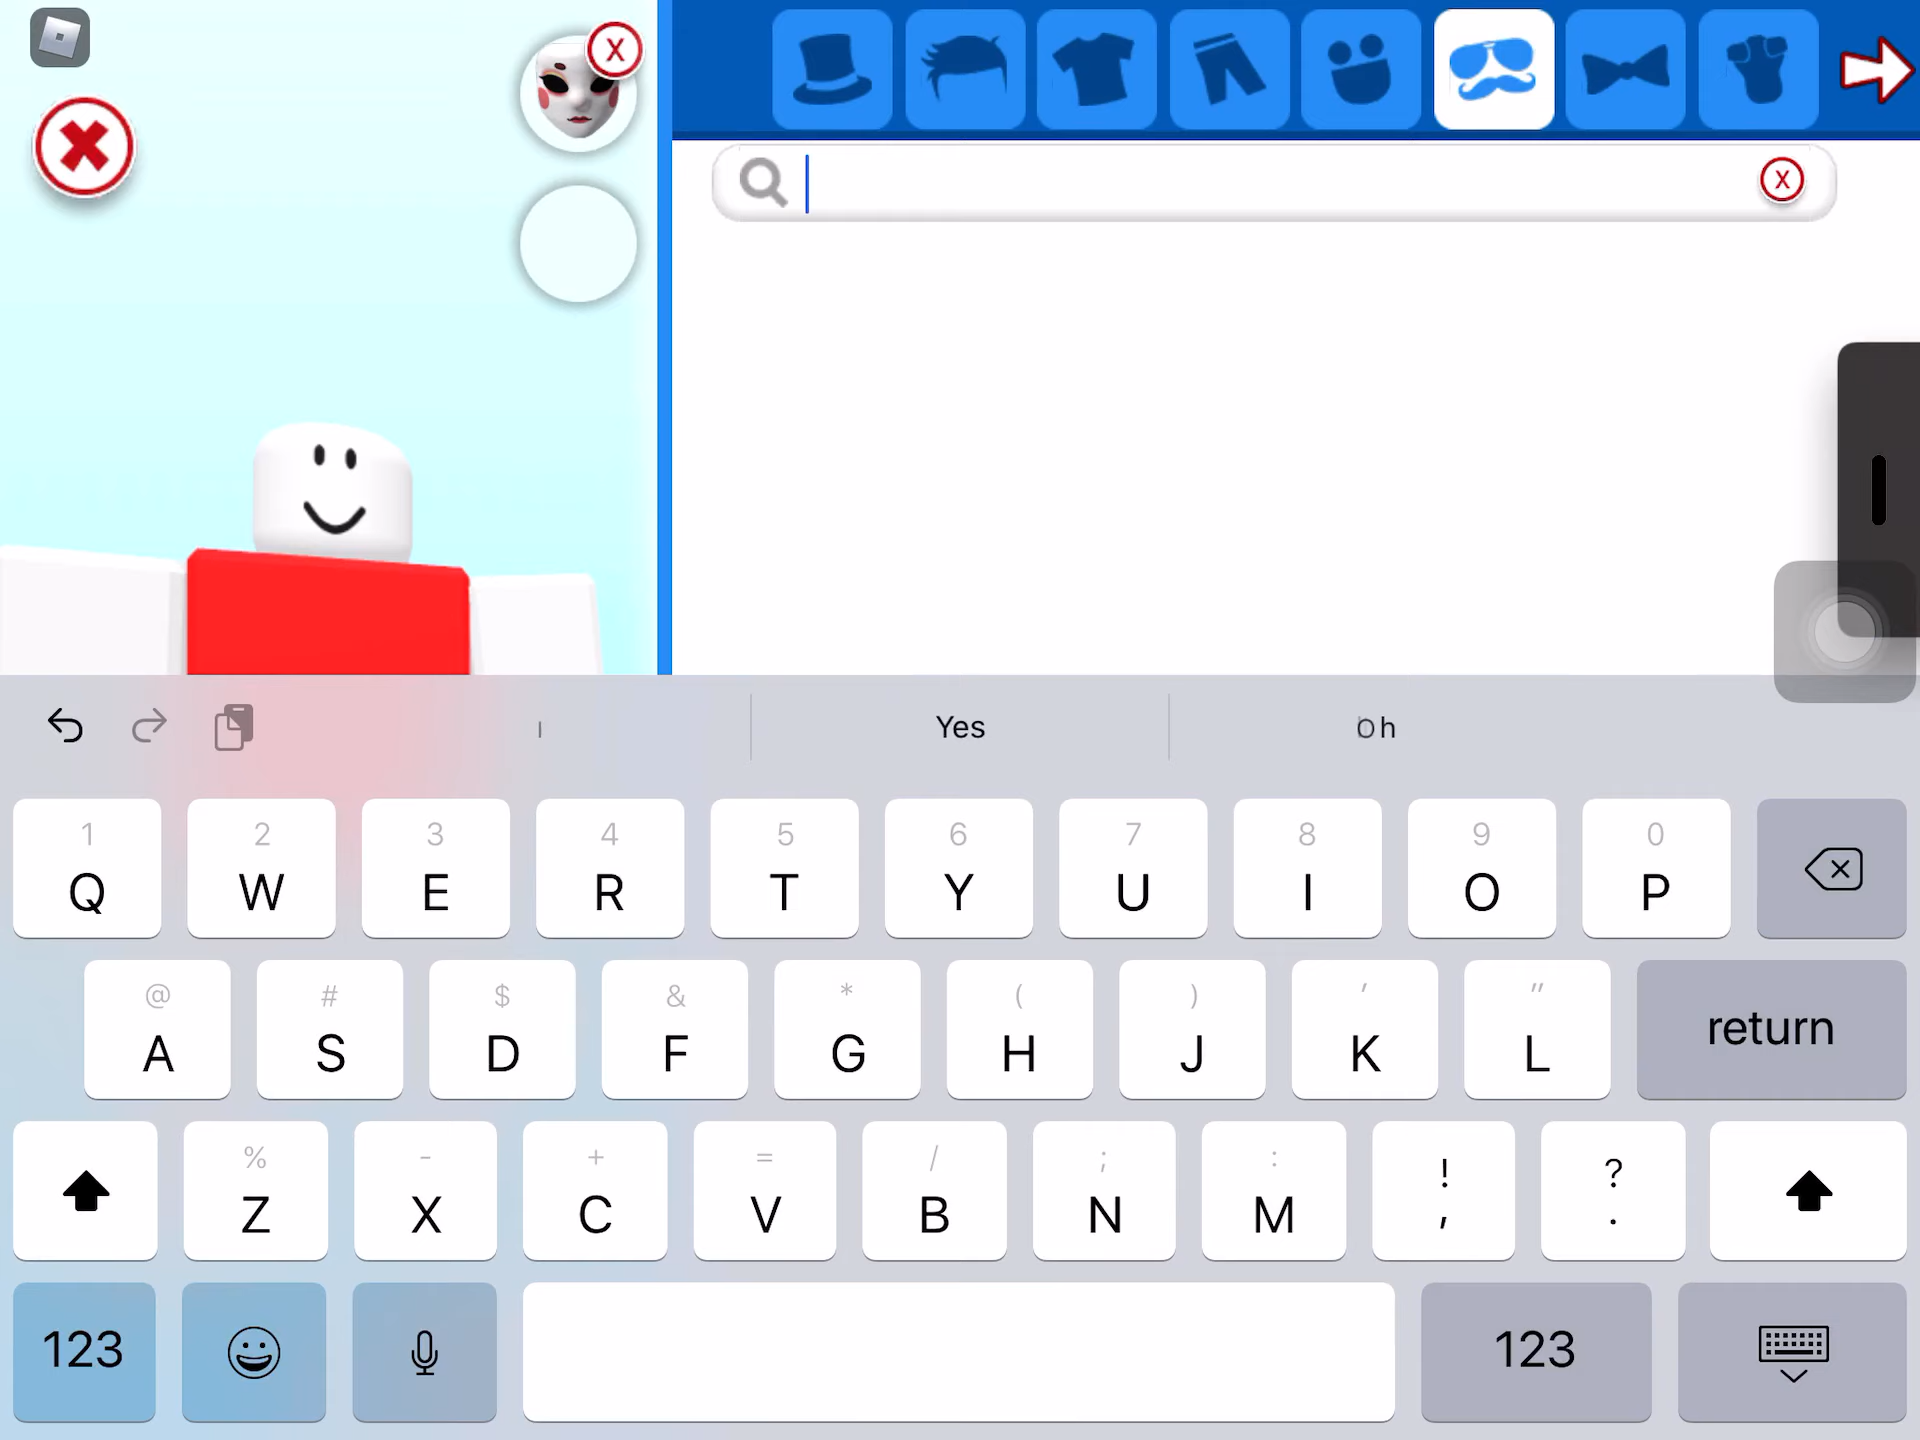 X
X
I Yes Oh
1 2 3 4 5 6 7 8 9 0
Q W E R T Y U I O P
@ # $ & * ( ) ' "
A S D F G H J K L return
% - + = / ; : ! ?
Z X C V B N M , .
123 123